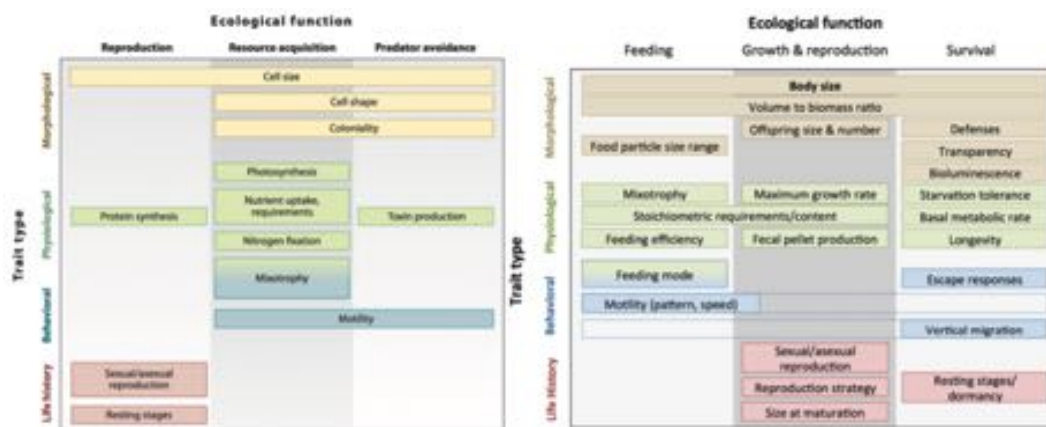 Ecological function
Reproduction
Resource acquisition
Predator avoidance
Trait type
Morphological
Cell size
Cell shape
Coloniality
Physiological
Photosynthesis
Nutrient uptake,
requirements
Protein synthesis
Toxin production
Nitrogen fixation
Mixotrophy
Behavioral
Motility
Life history
Sexual/asexual
reproduction
Resting stages
Ecological function
Feeding
Growth & reproduction
Survival
Trait type
Morphological
Body size
Volume to biomass ratio
Offspring size & number
Defenses
Food particle size range
Transparency
Bioluminescence
Physiological
Mixotrophy
Maximum growth rate
Starvation tolerance
Stoichiometric requirements/content
Basal metabolic rate
Feeding efficiency
Fecal pellet production
Longevity
Behavioral
Feeding mode
Escape responses
Motility (pattern, speed)
Vertical migration
Life History
Sexual/asexual
reproduction
Reproduction strategy
Resting stages/
dormancy
Size at maturation